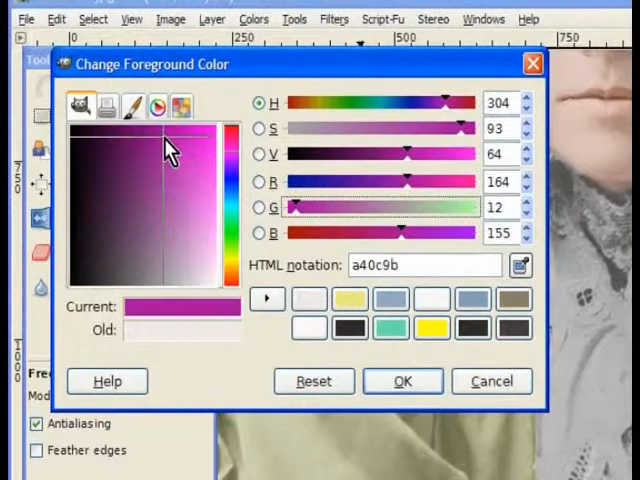 Edit Select View Image Layer Colors Tools Filters Script-Fu Stereo Windows Help
0 250 500 750
Change Foreground Color
H 304
S 93
V 64
R 164
G 12
B 155
HTML notation: a40c9b
Current:
Old:
Help Reset OK Cancel
Antialiasing
Feather edges
750
1000